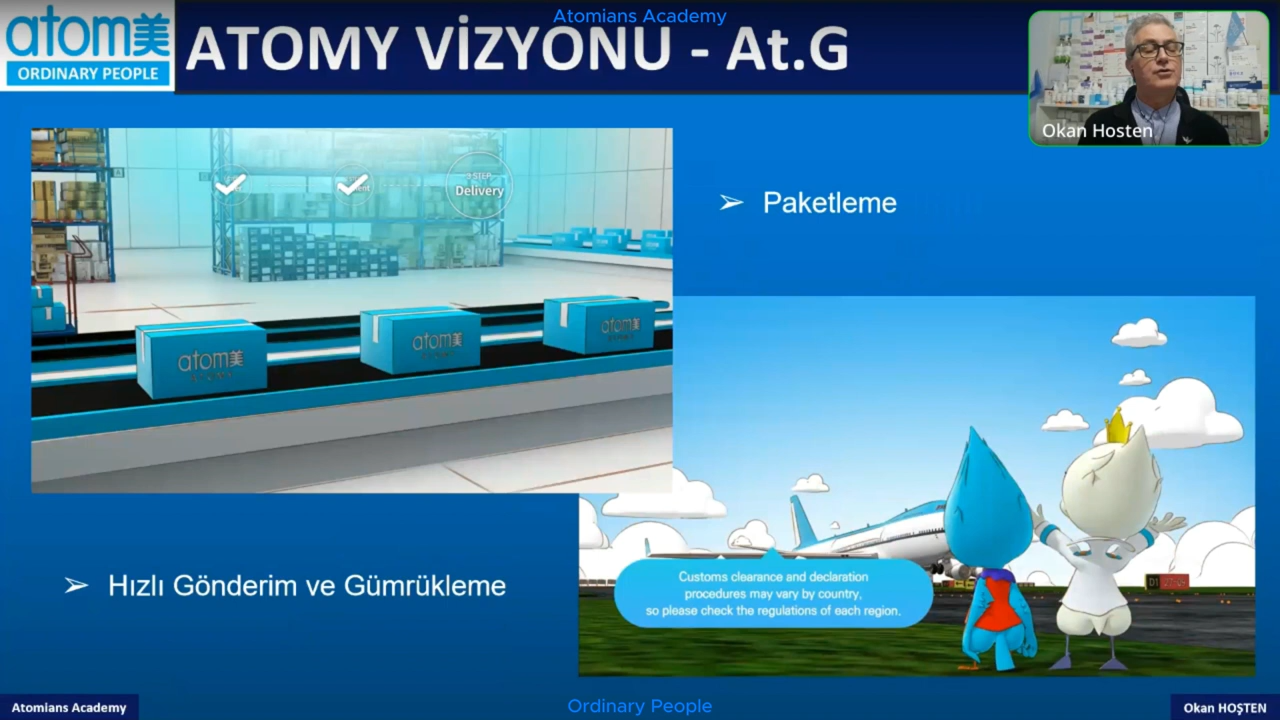 Atomians Academy
atom美
ORDINARY PEOPLE
ATOMY VİZYONU - At.G
Okan Hosten
3 STEP
Delivery
➢ Paketleme
atom美
atom美
atom美
Customs clearance and declaration
procedures may vary by country,
so please check the regulations of each region.
D1
➢ Hızlı Gönderim ve Gümrükleme
Atomians Academy
Ordinary People
Okan HOŞTEN